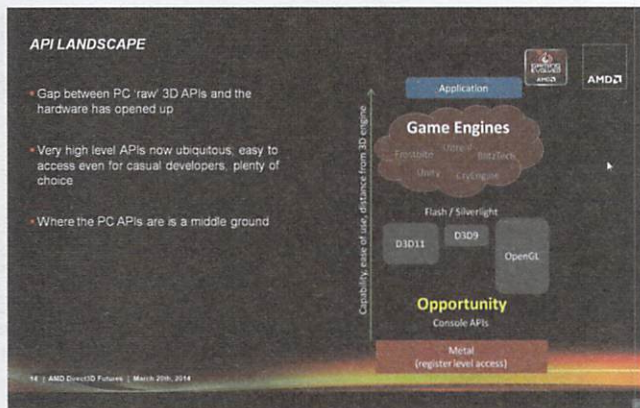 API LANDSCAPE
Gap between PC 'raw' 3D APIs and the
hardware has opened up
Very high level APIs now ubiquitous; easy to
access even for casual developers, plenty of
choice
Where the PC APIs are is a middle ground
14 | AMD Direct3D Futures | March 20th, 2014
Capability, ease of use, distance from 3D engine
GAMING
EVOLVED
AMD
AMD
Application
Game Engines
Frostbite
Unreal
BlitzTech
Unity
CryEngine
Flash / Silverlight
D3D11
D3D9
OpenGL
Opportunity
Console APIs
Metal
(register level access)